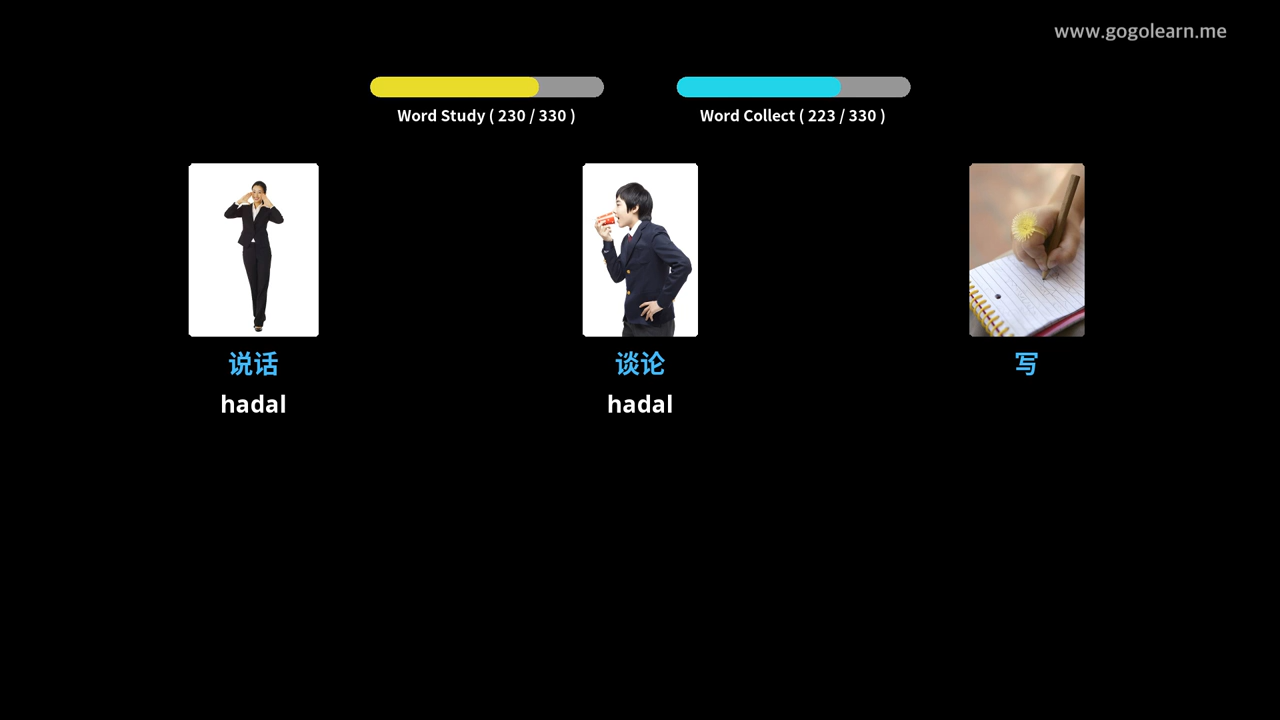 www.gogolearn.me
Word Study ( 230 / 330 )
Word Collect ( 223 / 330 )
说话
谈论
写
hadal
hadal